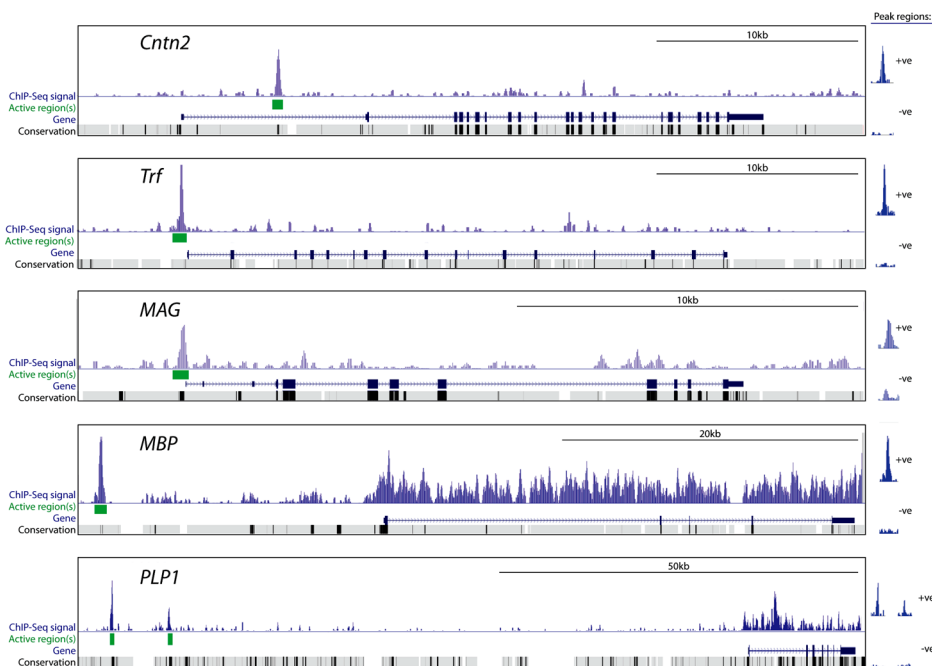 Peak regions:
Cntn2
10kb
+ve
ChIP-Seq signal
Active region(s)
-ve
Gene
Conservation
Trf
10kb
+ve
ChIP-Seq signal
Active region(s)
-ve
Gene
Conservation
MAG
10kb
+ve
ChIP-Seq signal
Active region(s)
-ve
Gene
Conservation
MBP
20kb
+ve
ChIP-Seq signal
Active region(s)
-ve
Gene
Conservation
PLP1
50kb
+ve
ChIP-Seq signal
Active region(s)
-ve
Gene
Conservation